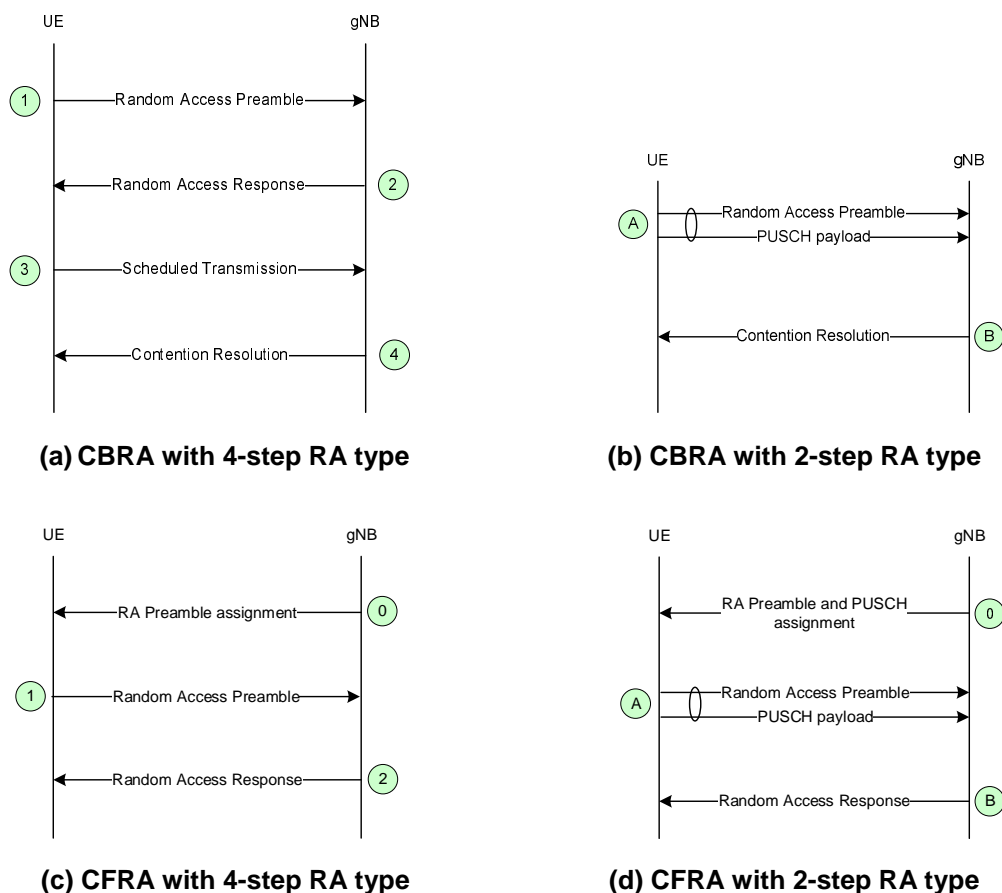 UE
gNB
1
Random Access Preamble
Random Access Response
2
3
Scheduled Transmission
Contention Resolution
4
(a) CBRA with 4-step RA type
UE
gNB
A
Random Access Preamble
PUSCH payload
Contention Resolution
B
(b) CBRA with 2-step RA type
UE
gNB
RA Preamble assignment
0
1
Random Access Preamble
Random Access Response
2
(c) CFRA with 4-step RA type
UE
gNB
RA Preamble and PUSCH
assignment
0
A
Random Access Preamble
PUSCH payload
Random Access Response
B
(d) CFRA with 2-step RA type